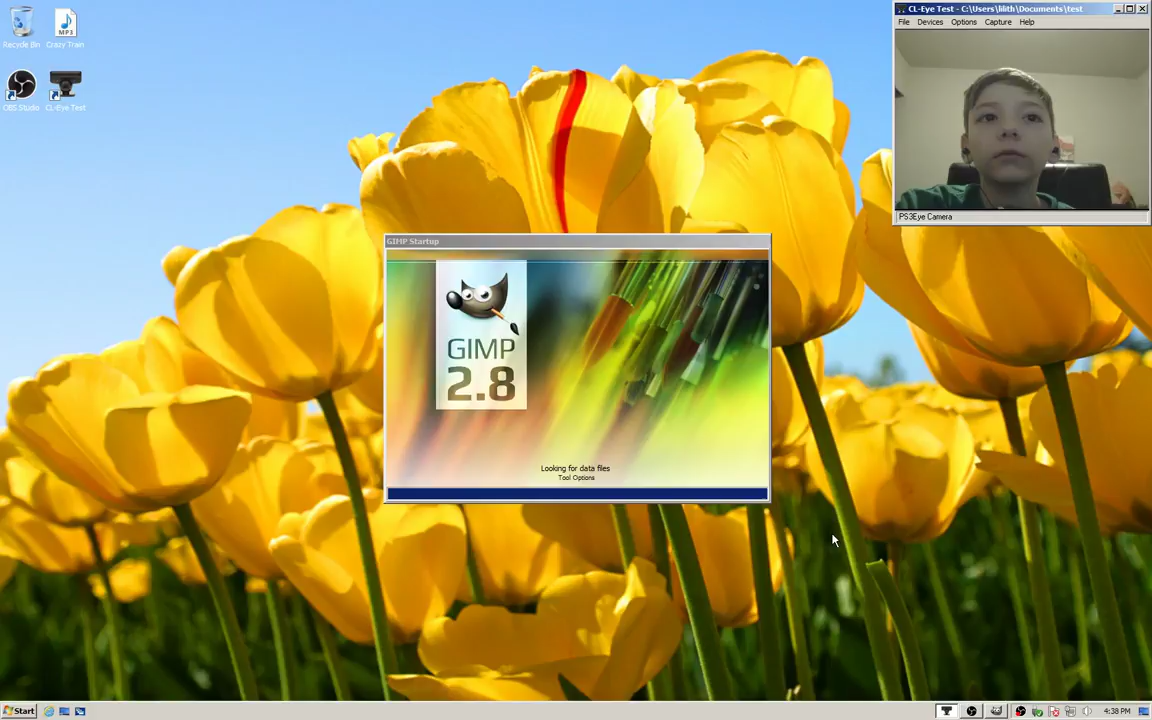 Recycle Bin
Crazy Train
MP3
OBS Studio
CL-Eye Test
CL-Eye Test - C:\Users\lilith\Documents\test
File Devices Options Capture Help
PS3Eye Camera
GIMP Startup
GIMP
2.8
Looking for data files
Tool Options
Start
4:38 PM